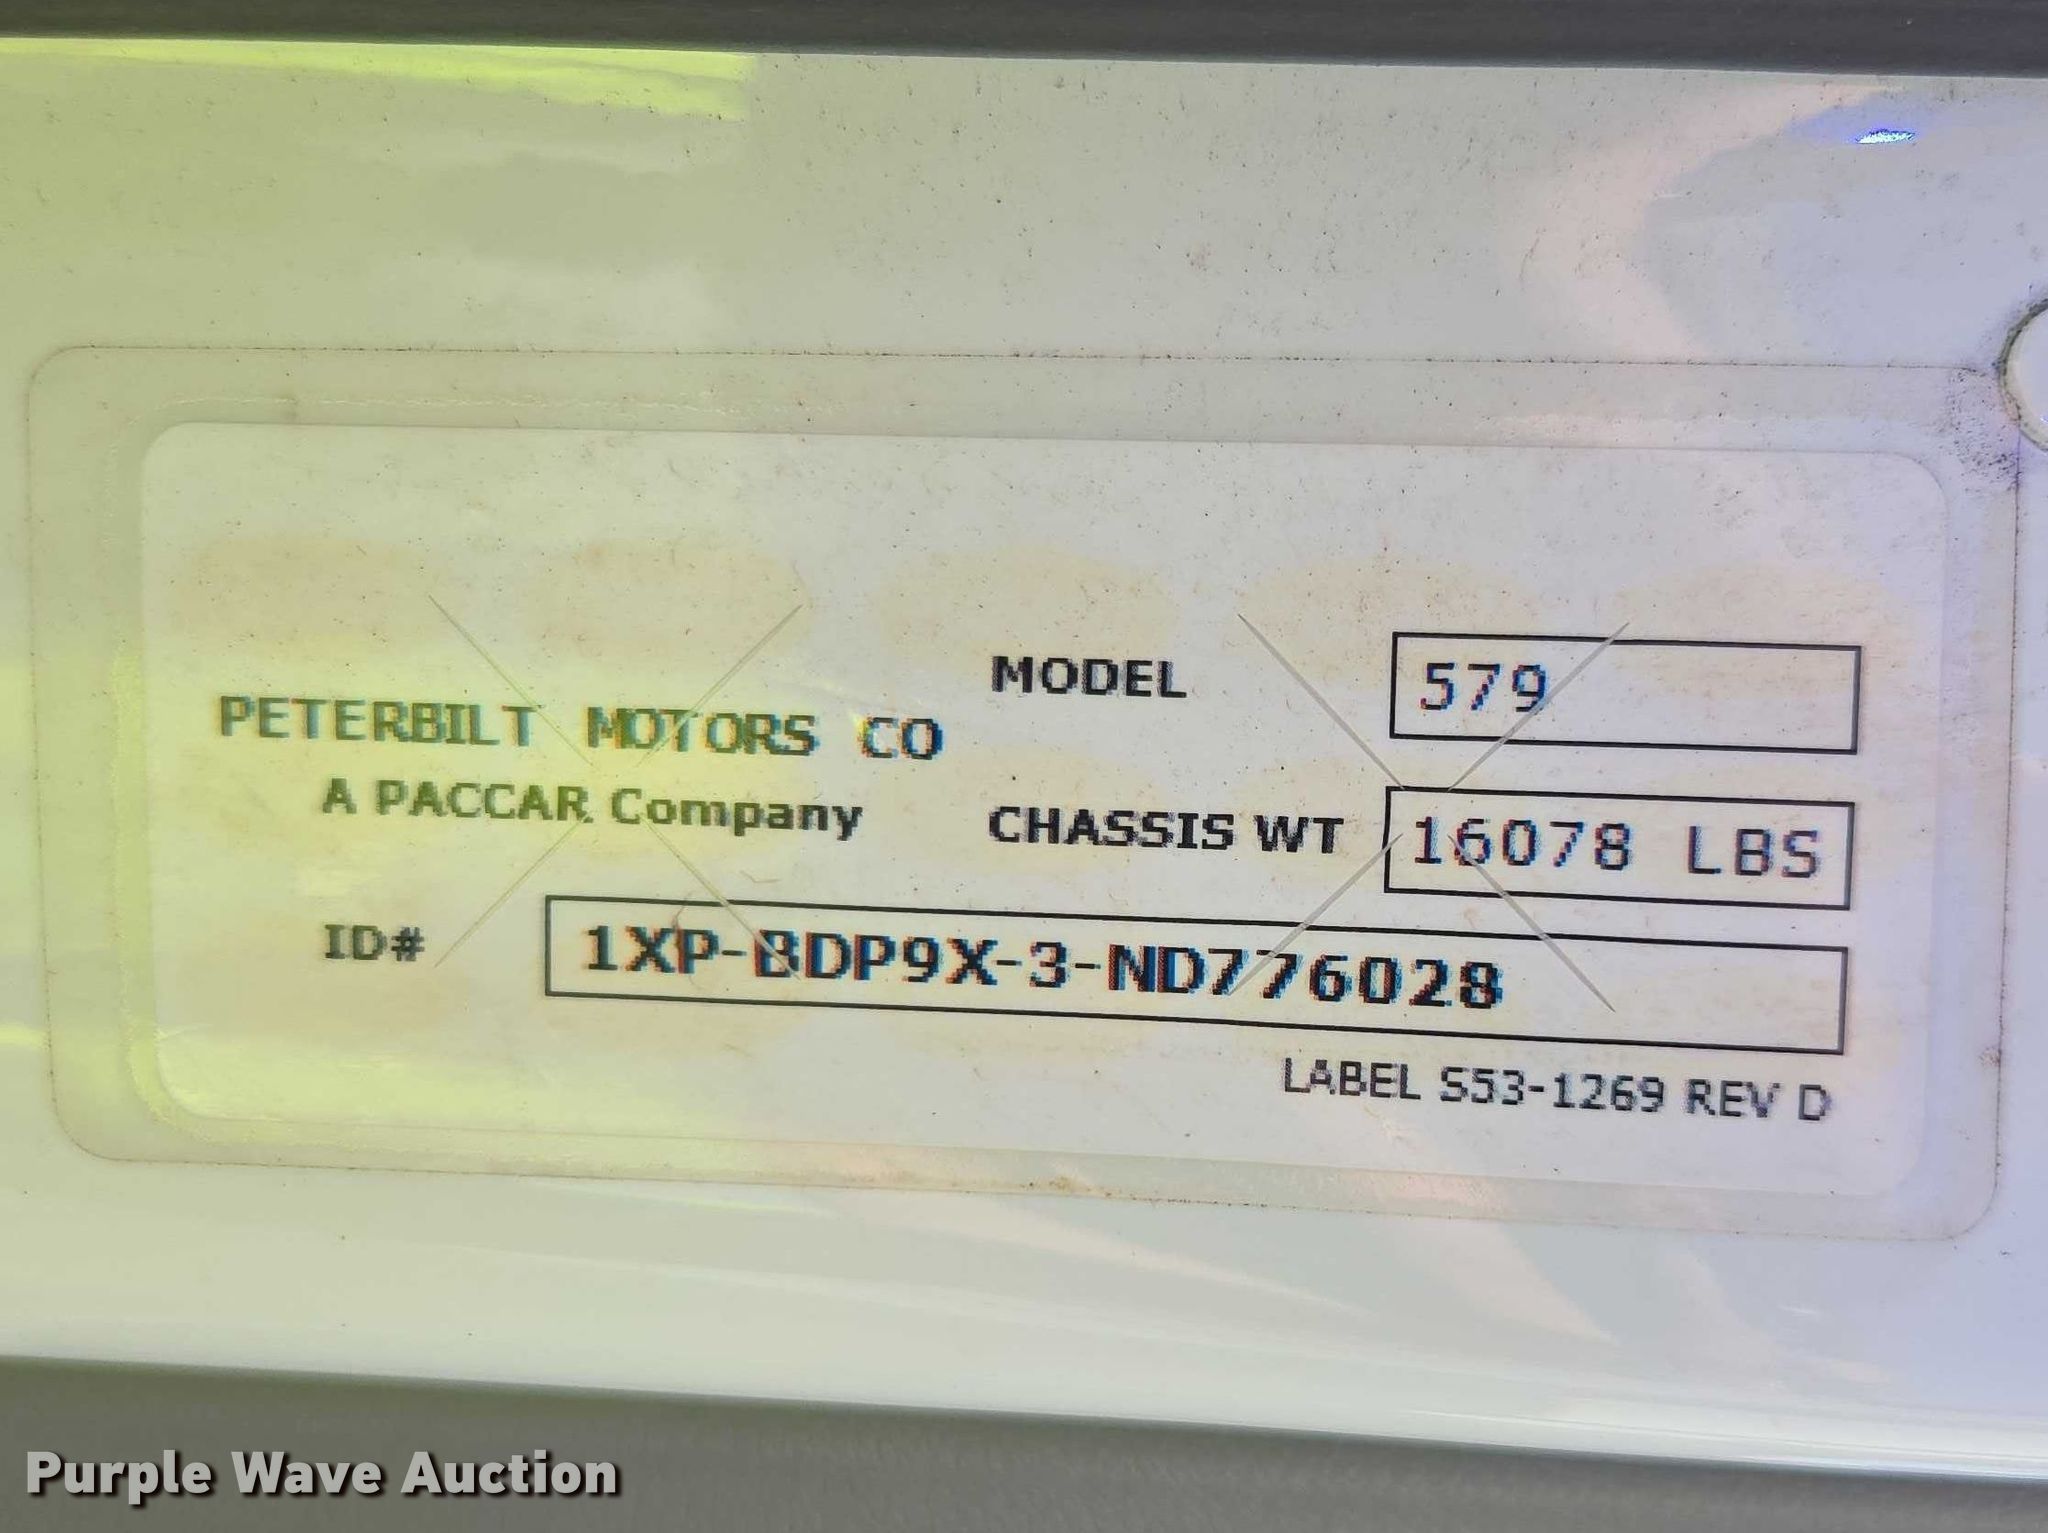 PETERBILT MOTORS CO
A PACCAR Company
MODEL 579
CHASSIS WT 16078 LBS
ID# 1XP-BDP9X-3-ND776028
LABEL S53-1269 REV D
Purple Wave Auction